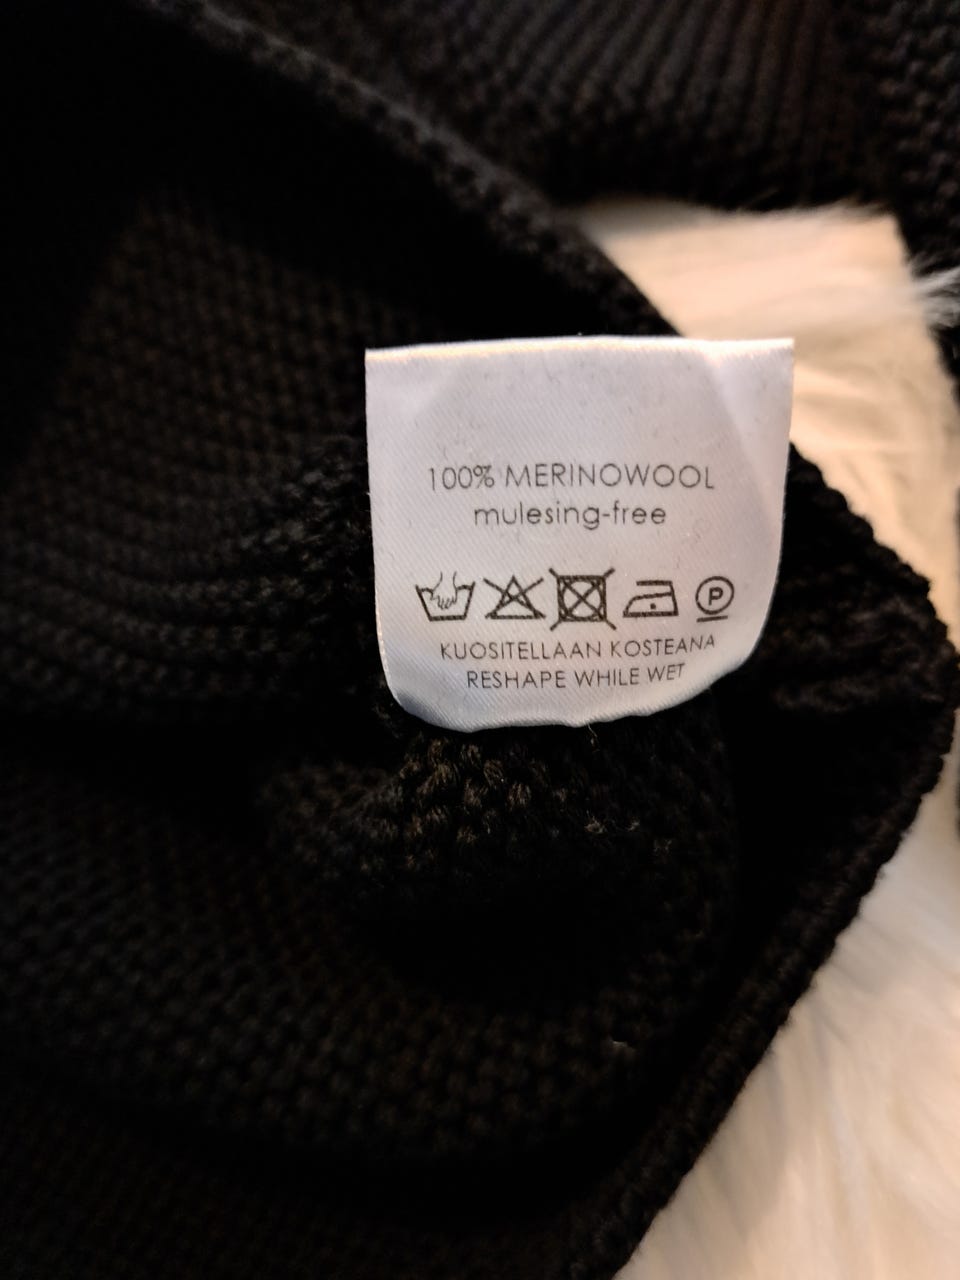 100% MERINOWOOL
mulesing-free
P
KUOSITELLAAN KOSTEANA
RESHAPE WHILE WET